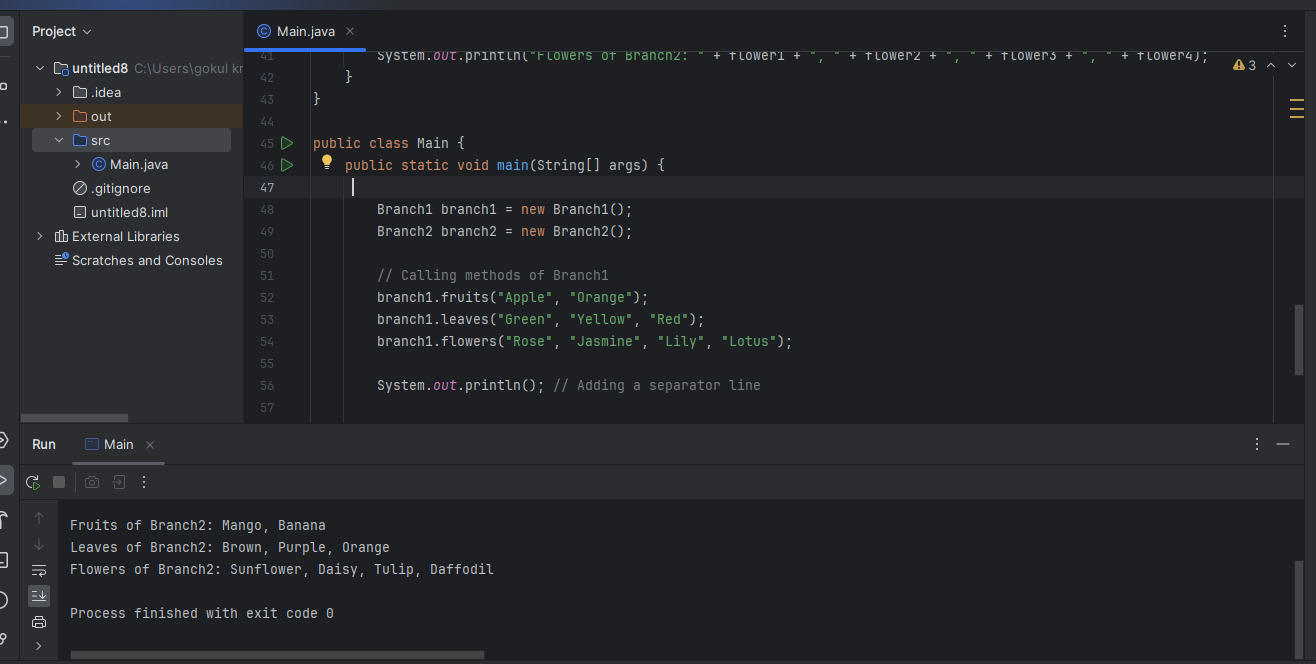 Project
Main.java
untitled8 C:\Users\gokul kr
.idea
out
src
Main.java
.gitignore
untitled8.iml
External Libraries
Scratches and Consoles
3
41 System.out.println("Flowers of Branch2: " + flower1 + ", " + flower2 + ", " + flower3 + ", " + flower4);
42 }
43 }
44
45 public class Main {
46 public static void main(String[] args) {
47
48 Branch1 branch1 = new Branch1();
49 Branch2 branch2 = new Branch2();
50
51 // Calling methods of Branch1
52 branch1.fruits("Apple", "Orange");
53 branch1.leaves("Green", "Yellow", "Red");
54 branch1.flowers("Rose", "Jasmine", "Lily", "Lotus");
55
56 System.out.println(); // Adding a separator line
57
Run
Main
Fruits of Branch2: Mango, Banana
Leaves of Branch2: Brown, Purple, Orange
Flowers of Branch2: Sunflower, Daisy, Tulip, Daffodil
Process finished with exit code 0